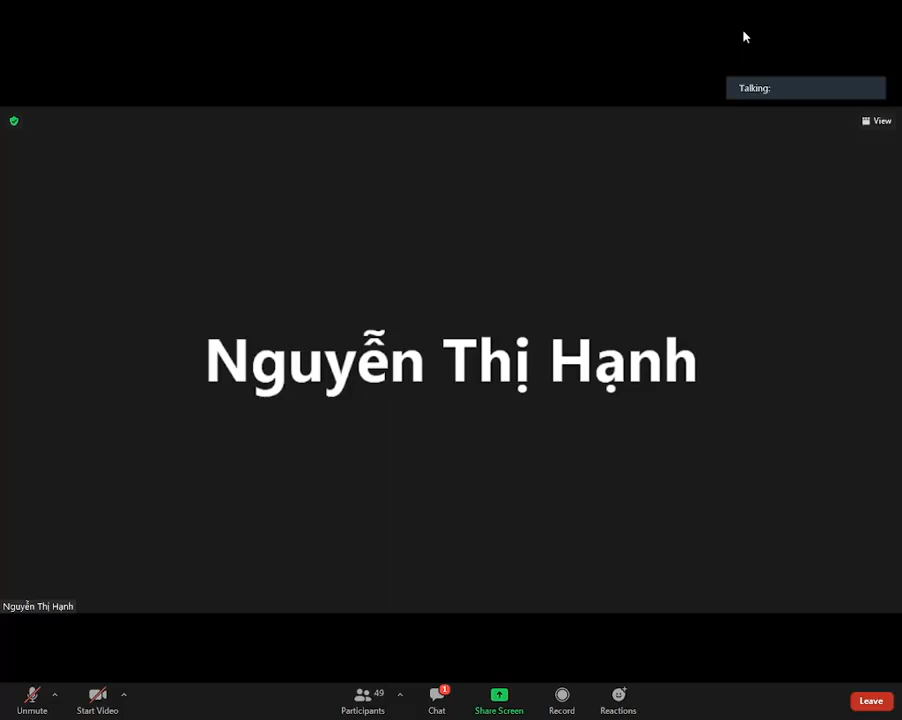 Talking:
View
Nguyễn Thị Hạnh
Nguyễn Thị Hạnh
49
1
Unmute
Start Video
Participants
Chat
Share Screen
Record
Reactions
Leave